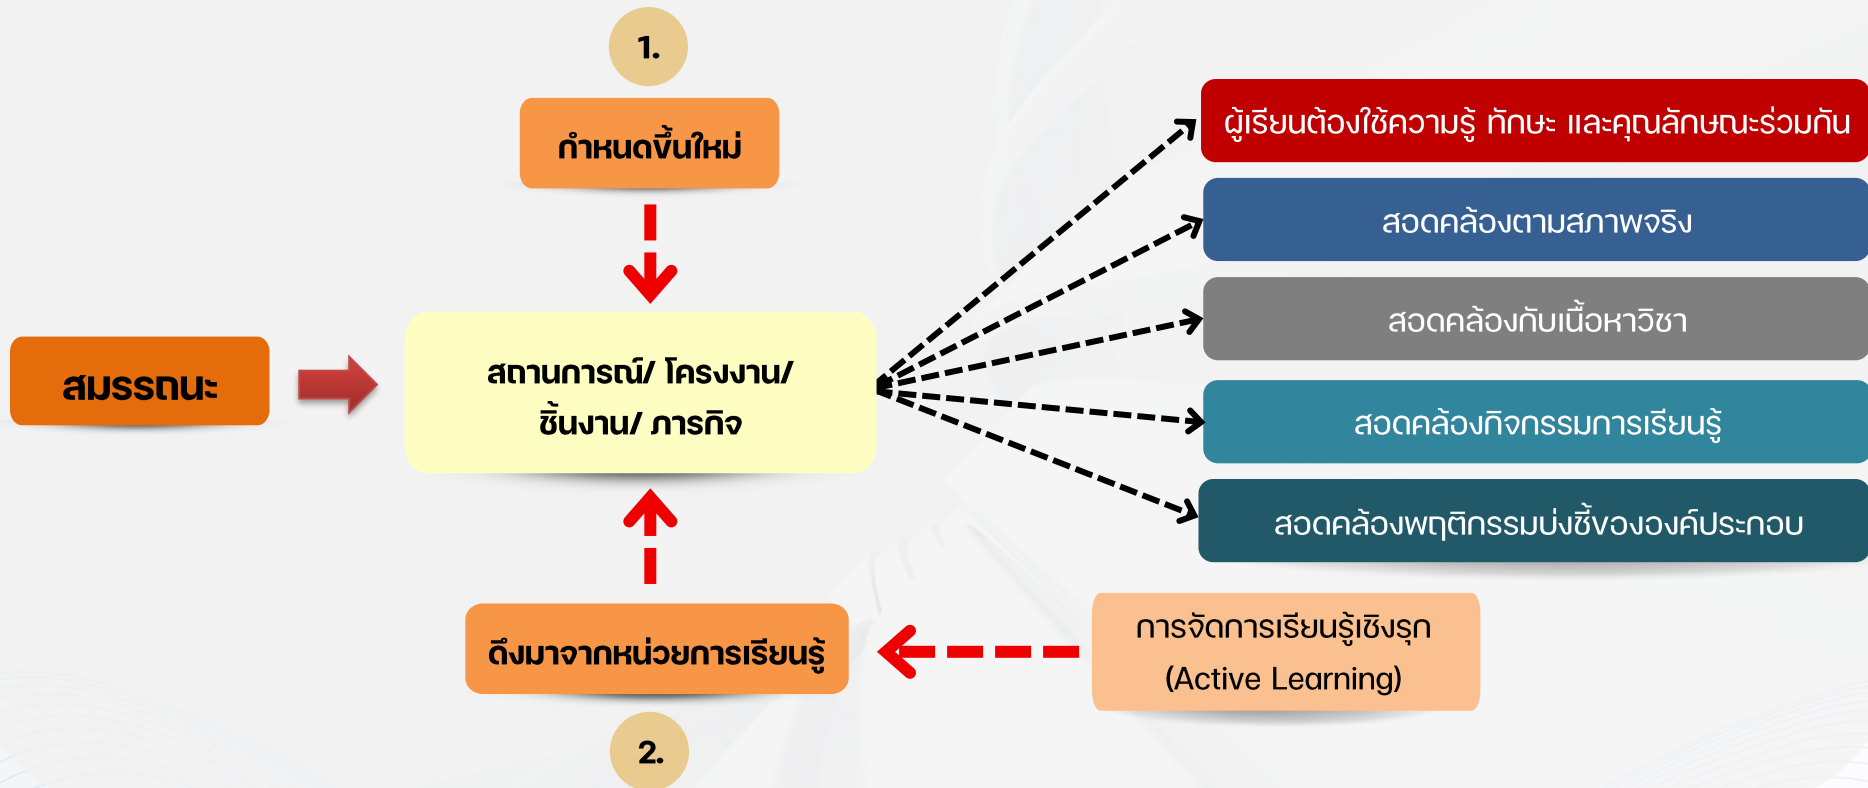 1.
กำหนดขึ้นใหม่
สมรรถนะ
สถานการณ์/ โครงงาน/
ชิ้นงาน/ ภารกิจ
ผู้เรียนต้องใช้ความรู้ ทักษะ และคุณลักษณะร่วมกัน
สอดคล้องตามสภาพจริง
สอดคล้องกับเนื้อหาวิชา
สอดคล้องกิจกรรมการเรียนรู้
สอดคล้องพฤติกรรมบ่งชี้ขององค์ประกอบ
ดึงมาจากหน่วยการเรียนรู้
การจัดการเรียนรู้เชิงรุก
(Active Learning)
2.